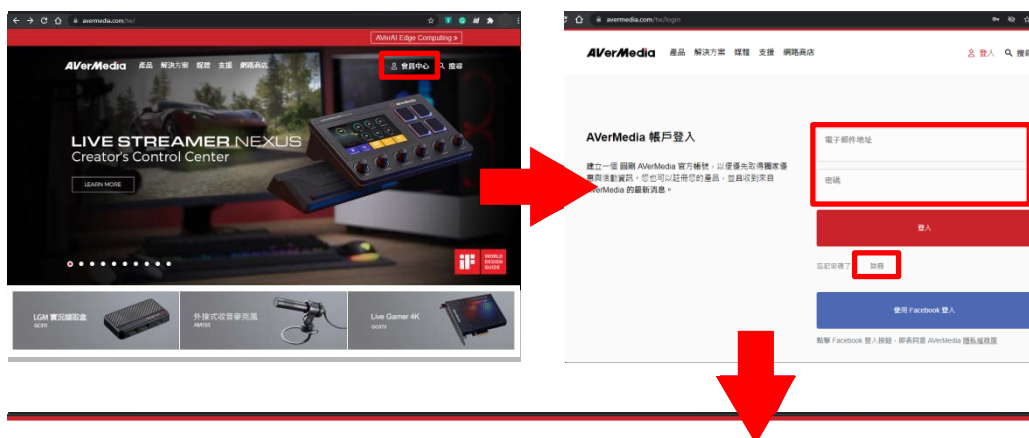 avermedia.com/tw/
AVerAI Edge Computing »
AVerMedia 產品 解決方案 媒體 支援 網路商店 會員中心 搜尋
LIVE STREAMER NEXUS
Creator's Control Center
LEARN MORE
iF WORLD
DESIGN
GUIDE
LGM 實況擷取盒
GC311
外接式收音麥克風
AM133
Live Gamer 4K
GC573
avermedia.com/tw/login
AVerMedia 產品 解決方案 媒體 支援 網路商店 登入 搜尋
AVerMedia 帳戶登入
建立一個 圓剛 AVerMedia 官方帳號，以便優先取得獨家優
惠與活動資訊。您也可以註冊您的產品，並且收到來自
AVerMedia 的最新消息。
電子郵件地址
密碼
登入
忘記密碼了 註冊
使用 Facebook 登入
點擊 Facebook 登入按鈕，即表同意 AVerMedia 隱私權政策